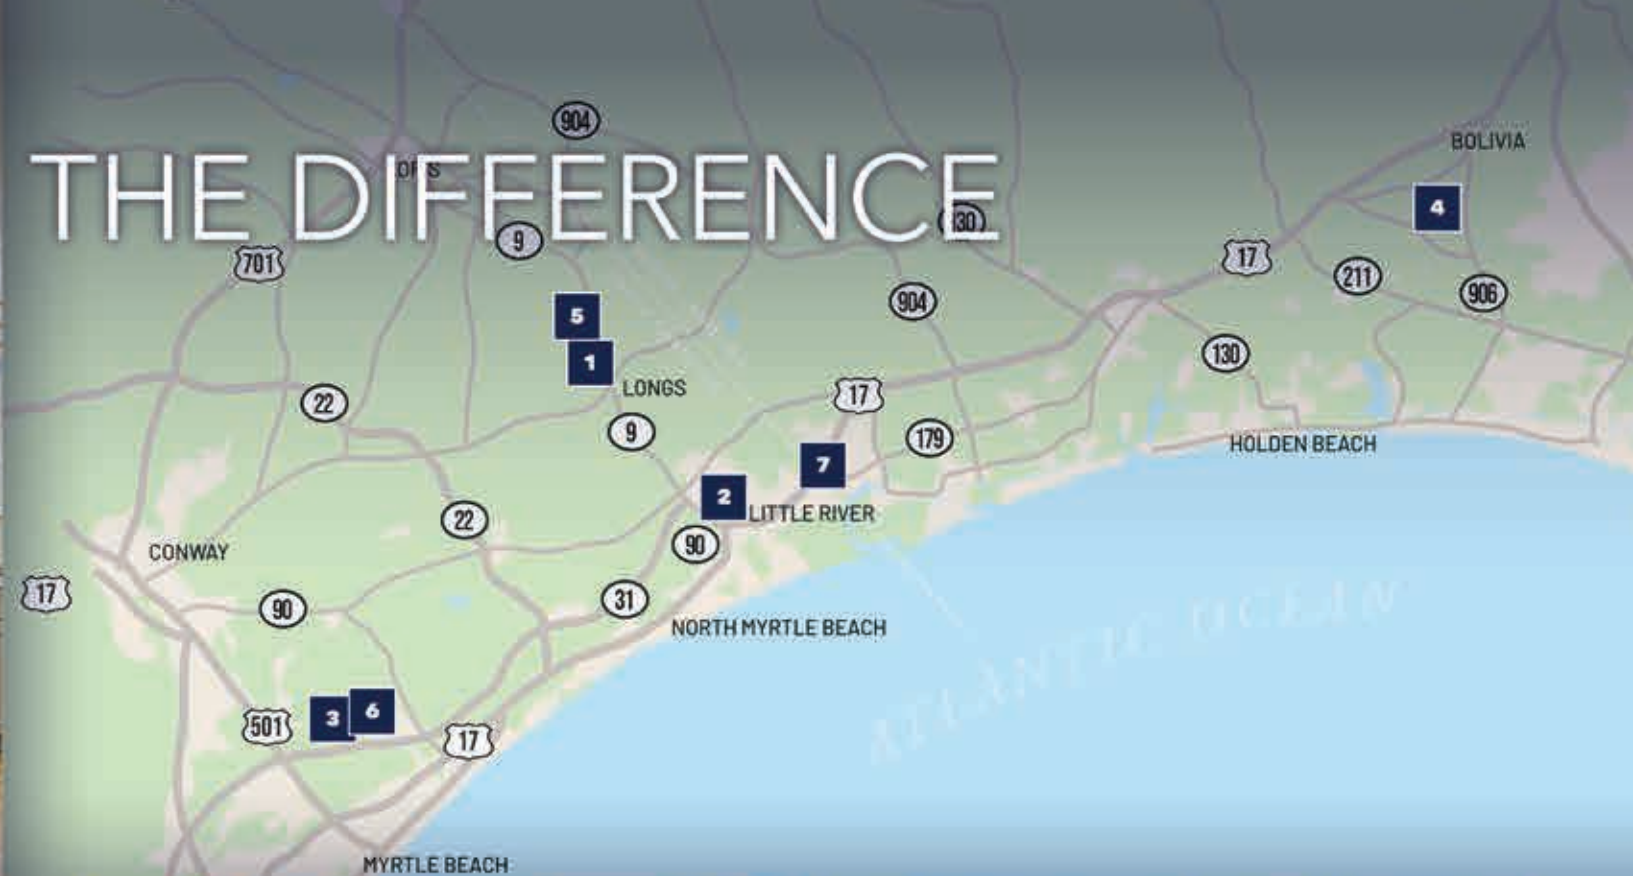 904
BOLIVIA
THE DIFFERENCE
4
9
701
17
211
906
5
904
130
1
LONGS
22
17
9
179
HOLDEN BEACH
7
2
LITTLE RIVER
22
90
CONWAY
17
90
31
NORTH MYRTLE BEACH
ATLANTIC OCEAN
3
6
501
17
MYRTLE BEACH